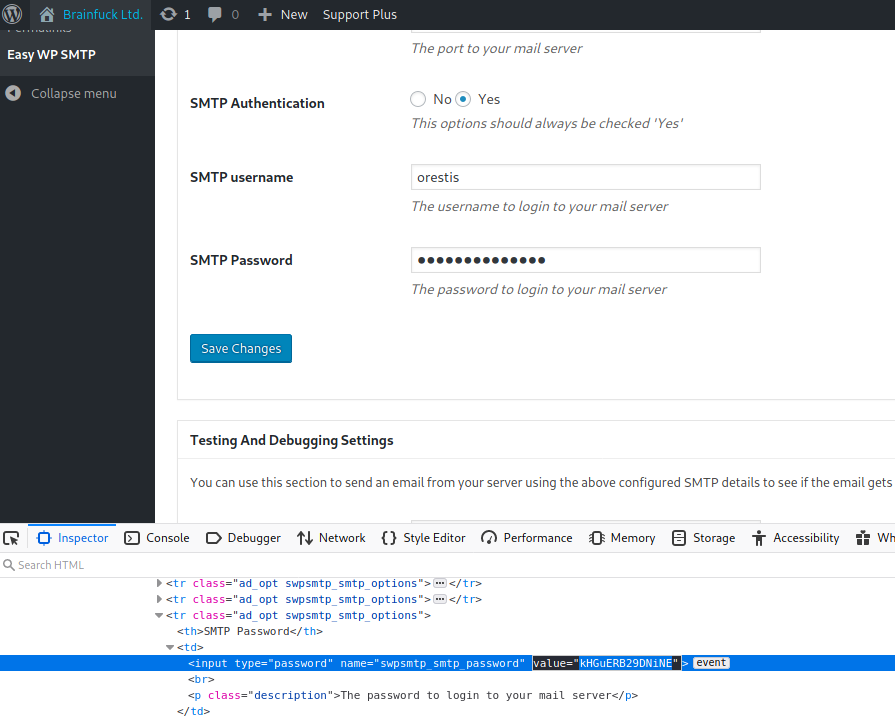 Brainfuck Ltd. 1 0 New Support Plus
Permalinks
The port to your mail server
Easy WP SMTP
Collapse menu
SMTP Authentication No Yes
This options should always be checked 'Yes'
SMTP username orestis
The username to login to your mail server
SMTP Password ●●●●●●●●●●●●●●
The password to login to your mail server
Save Changes
Testing And Debugging Settings
You can use this section to send an email from your server using the above configured SMTP details to see if the email gets
Inspector Console Debugger Network Style Editor Performance Memory Storage Accessibility Wh
Search HTML
<tr class="ad_opt swpsmtp_smtp_options">⋯</tr>
<tr class="ad_opt swpsmtp_smtp_options">⋯</tr>
<tr class="ad_opt swpsmtp_smtp_options">
<th>SMTP Password</th>
<td>
<input type="password" name="swpsmtp_smtp_password" value="kHGuERB29DNiNE"> event
<br>
<p class="description">The password to login to your mail server</p>
</td>